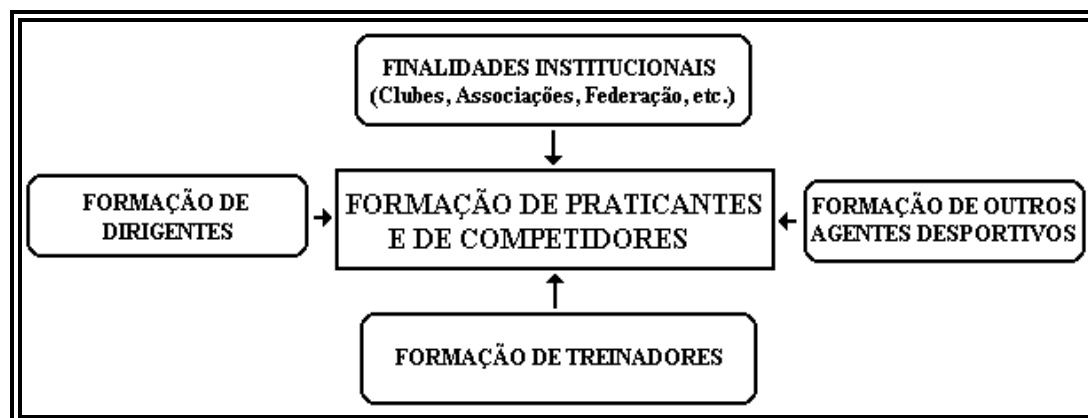 FINALIDADES INSTITUCIONAIS
(Clubes, Associações, Federação, etc.)
FORMAÇÃO DE
DIRIGENTES
FORMAÇÃO DE PRATICANTES
E DE COMPETIDORES
FORMAÇÃO DE OUTROS
AGENTES DESPORTIVOS
FORMAÇÃO DE TREINADORES